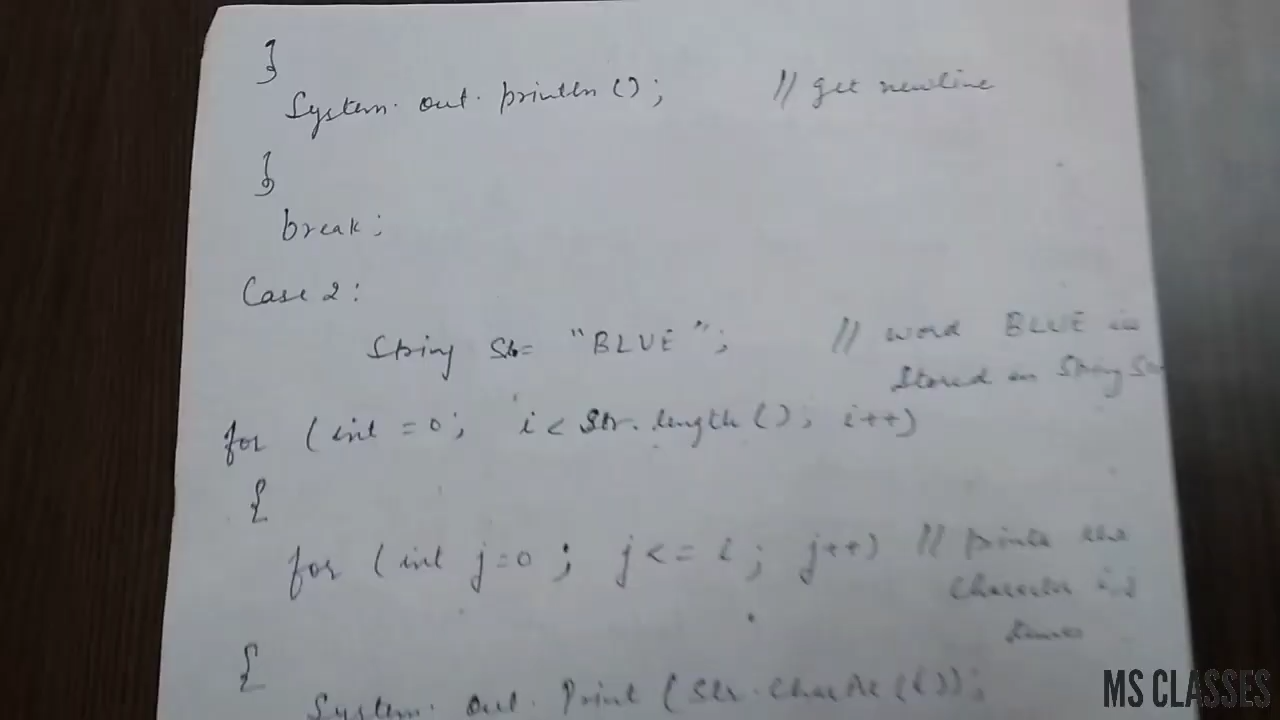 }
System.out.println(); // get newline
}
break;
Case 2:
String Str= "BLUE"; // word BLUE is
Stored in String Str
for (int =0; i< Str.length(); i++)
{
for (int j=0; j<= i; j++) // prints the
Character i+1
times
{
System.out.Print (Str.CharAt(i));
MS CLASSES